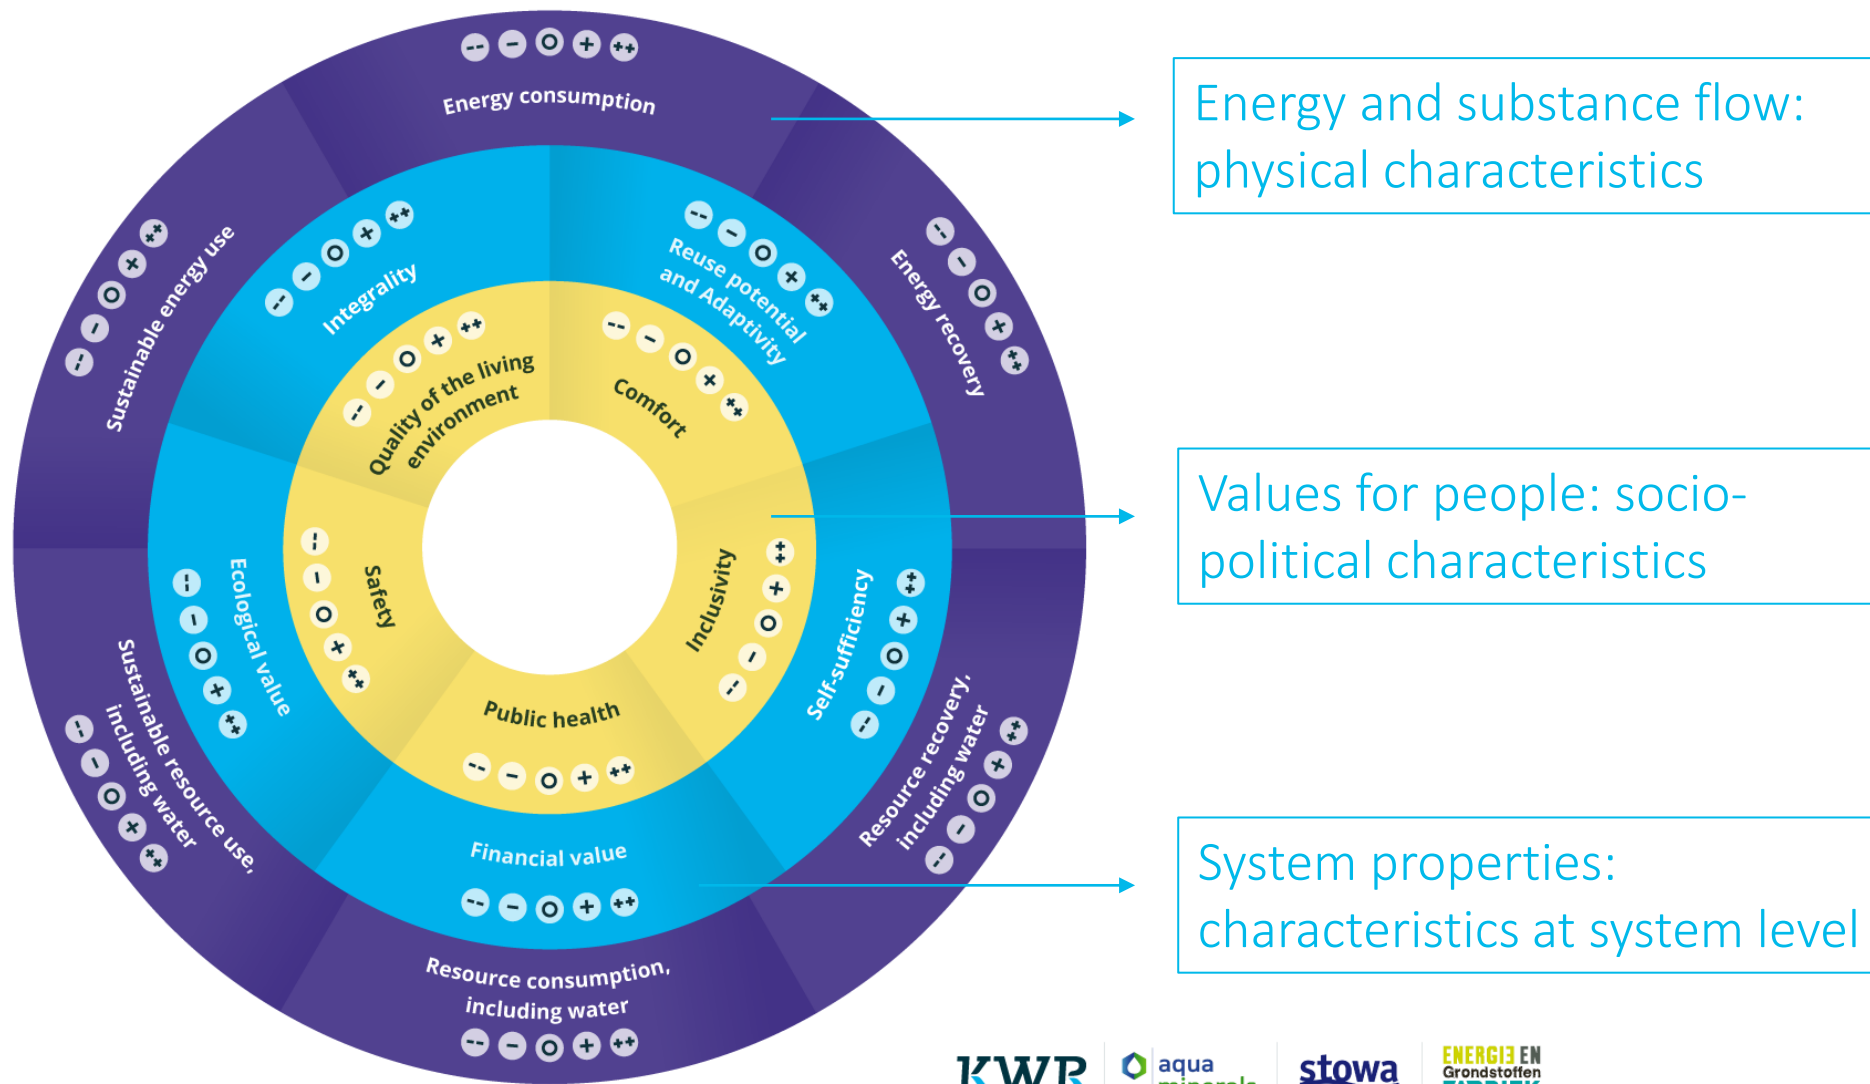 -- - O + ++
Energy consumption
-- - O + ++
Energy recovery
++ + O - --
Resource recovery,
including water
Resource consumption,
including water
-- - O + ++
Sustainable resource use,
including water
-- - O + ++
Sustainable energy use
-- - O + ++
-- - O + ++
Integrality
-- - O + ++
Reuse potential
and Adaptivity
Self-sufficiency
++ + O - --
Financial value
-- - O + ++
Ecological value
-- - O + ++
-- - O + ++
Quality of the living
environment
-- - O + ++
Comfort
Inclusivity
++ + O - --
Public health
-- - O + ++
Safety
-- - O + ++
Energy and substance flow:
physical characteristics
Values for people: socio-
political characteristics
System properties:
characteristics at system level
KWR
aqua
minerals
stowa
ENERGIE EN
Grondstoffen
FABRIEK